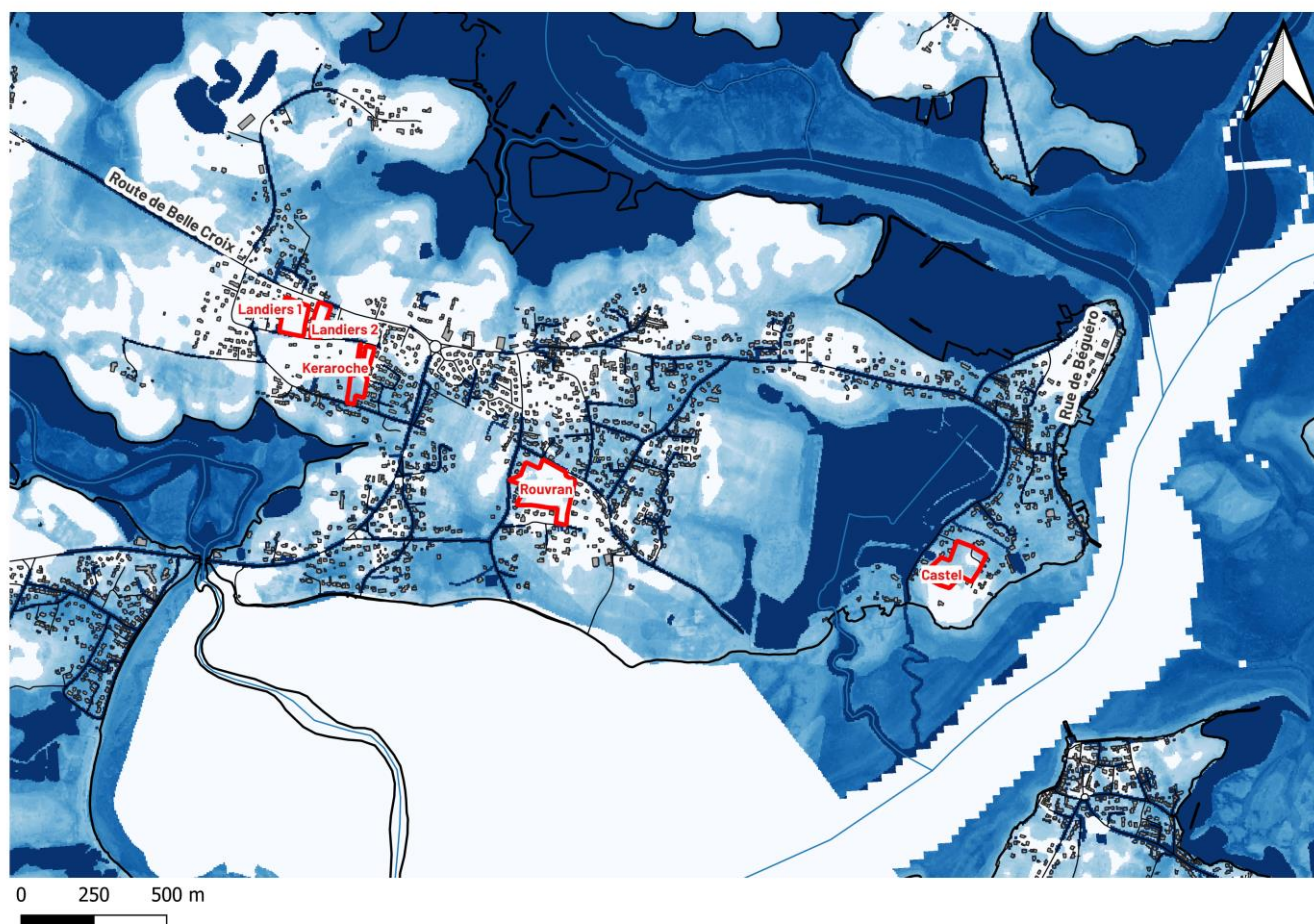 Route de Belle Croix
Landiers 1
Landiers 2
Keraroche
Rue de Béguéro
Rouvran
Castel
0 250 500 m